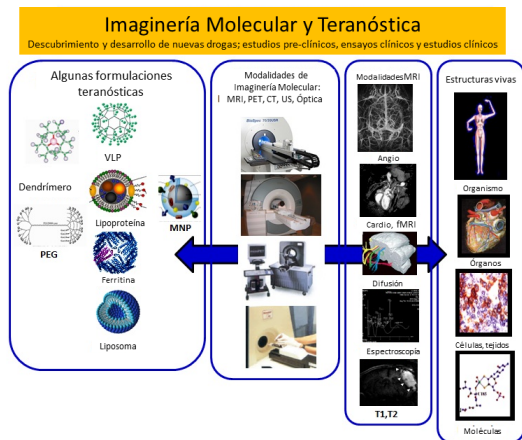 Imaginería Molecular y Teranóstica
Descubrimiento y desarrollo de nuevas drogas; estudios pre-clínicos, ensayos clínicos y estudios clínicos
Algunas formulaciones
teranósticas
VLP
Dendrímero
Lipoproteína
MNP
PEG
Ferritina
Liposoma
Modalidades de
Imaginería Molecular:
MRI, PET, CT, US, Óptica
ModalidadesMRI
Angio
Cardio, fMRI
Difusión
Espectroscopía
T1,T2
Estructuras vivas
Organismo
Órganos
Cèlulas, tejidos
Moléculas